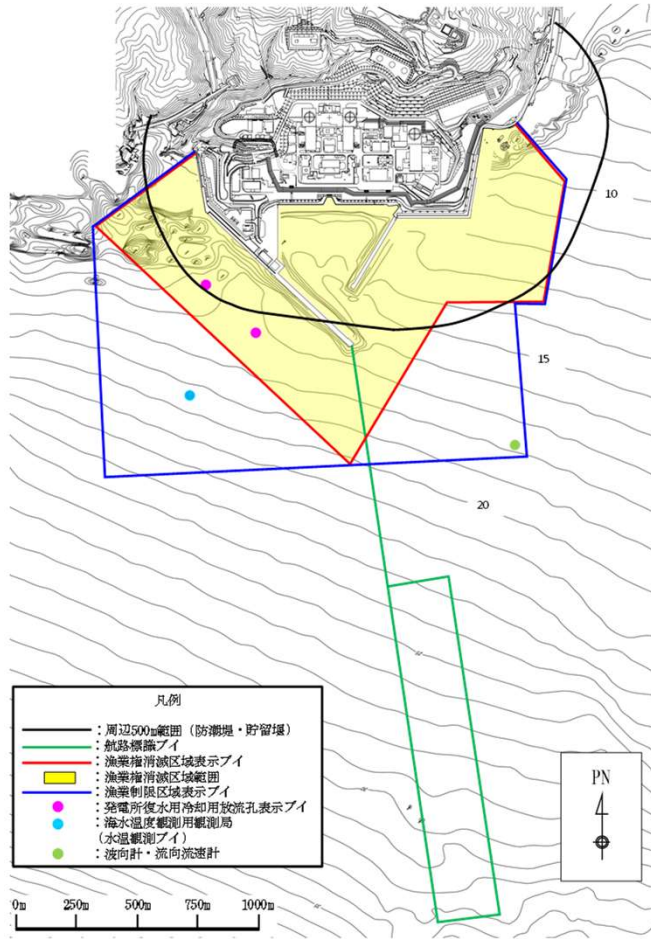 10
15
20
凡例
：周辺500m範囲（防潮堤・貯留堰）
：航路標識ブイ
：漁業権消滅区域表示ブイ
：漁業権消滅区域範囲
：漁業制限区域表示ブイ
：発電所復水用冷却用放流孔表示ブイ
：海水温度観測用観測局
（水温観測ブイ）
：波向計・流向流速計
PN
0m 250m 500m 750m 1000m